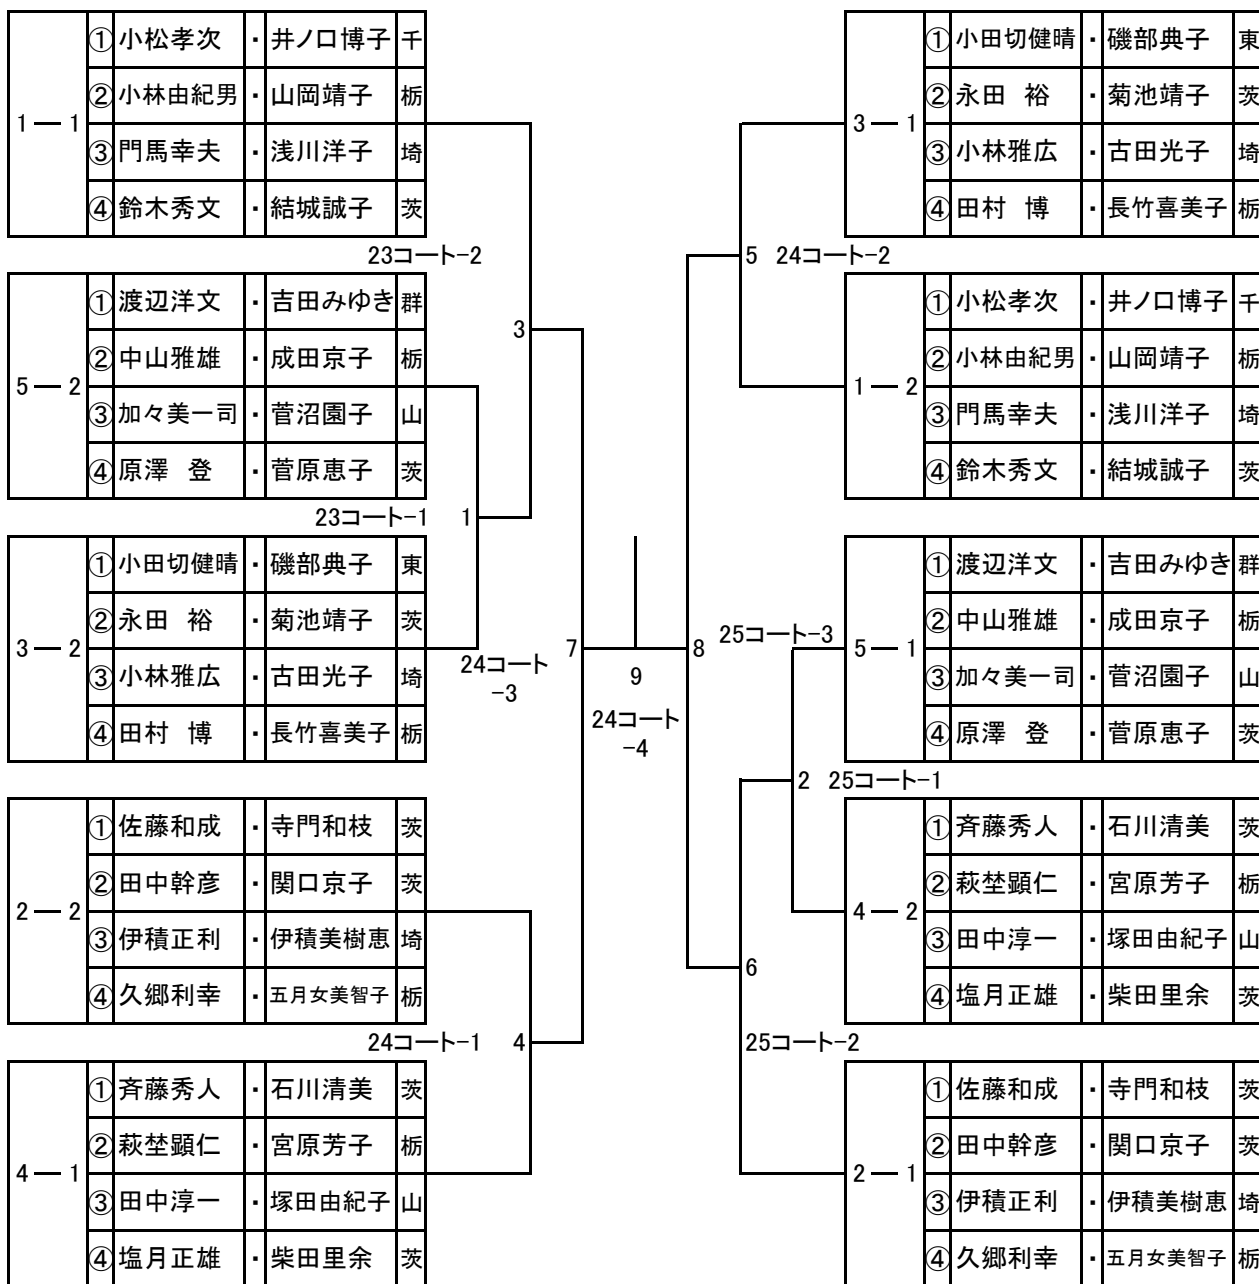 1 ー 1
① 小松孝次 ・ 井ノ口博子 千
② 小林由紀男 ・ 山岡靖子 栃
③ 門馬幸夫 ・ 浅川洋子 埼
④ 鈴木秀文 ・ 結城誠子 茨
23コート-2
5 ー 2
① 渡辺洋文 ・ 吉田みゆき 群
② 中山雅雄 ・ 成田京子 栃
③ 加々美一司 ・ 菅沼園子 山
④ 原澤 登 ・ 菅原恵子 茨
3
23コート-1 1
3 ー 2
① 小田切健晴 ・ 磯部典子 東
② 永田 裕 ・ 菊池靖子 茨
③ 小林雅広 ・ 古田光子 埼
④ 田村 博 ・ 長竹喜美子 栃
24コート
-3
7
2 ー 2
① 佐藤和成 ・ 寺門和枝 茨
② 田中幹彦 ・ 関口京子 茨
③ 伊積正利 ・ 伊積美樹恵 埼
④ 久郷利幸 ・ 五月女美智子 栃
24コート-1 4
4 ー 1
① 斉藤秀人 ・ 石川清美 茨
② 萩埜顕仁 ・ 宮原芳子 栃
③ 田中淳一 ・ 塚田由紀子 山
④ 塩月正雄 ・ 柴田里余 茨
9
24コート
-4
3 ー 1
① 小田切健晴 ・ 磯部典子 東
② 永田 裕 ・ 菊池靖子 茨
③ 小林雅広 ・ 古田光子 埼
④ 田村 博 ・ 長竹喜美子 栃
5 24コート-2
1 ー 2
① 小松孝次 ・ 井ノ口博子 千
② 小林由紀男 ・ 山岡靖子 栃
③ 門馬幸夫 ・ 浅川洋子 埼
④ 鈴木秀文 ・ 結城誠子 茨
8 25コート-3
5 ー 1
① 渡辺洋文 ・ 吉田みゆき 群
② 中山雅雄 ・ 成田京子 栃
③ 加々美一司 ・ 菅沼園子 山
④ 原澤 登 ・ 菅原恵子 茨
2 25コート-1
4 ー 2
① 斉藤秀人 ・ 石川清美 茨
② 萩埜顕仁 ・ 宮原芳子 栃
③ 田中淳一 ・ 塚田由紀子 山
④ 塩月正雄 ・ 柴田里余 茨
6
25コート-2
2 ー 1
① 佐藤和成 ・ 寺門和枝 茨
② 田中幹彦 ・ 関口京子 茨
③ 伊積正利 ・ 伊積美樹恵 埼
④ 久郷利幸 ・ 五月女美智子 栃